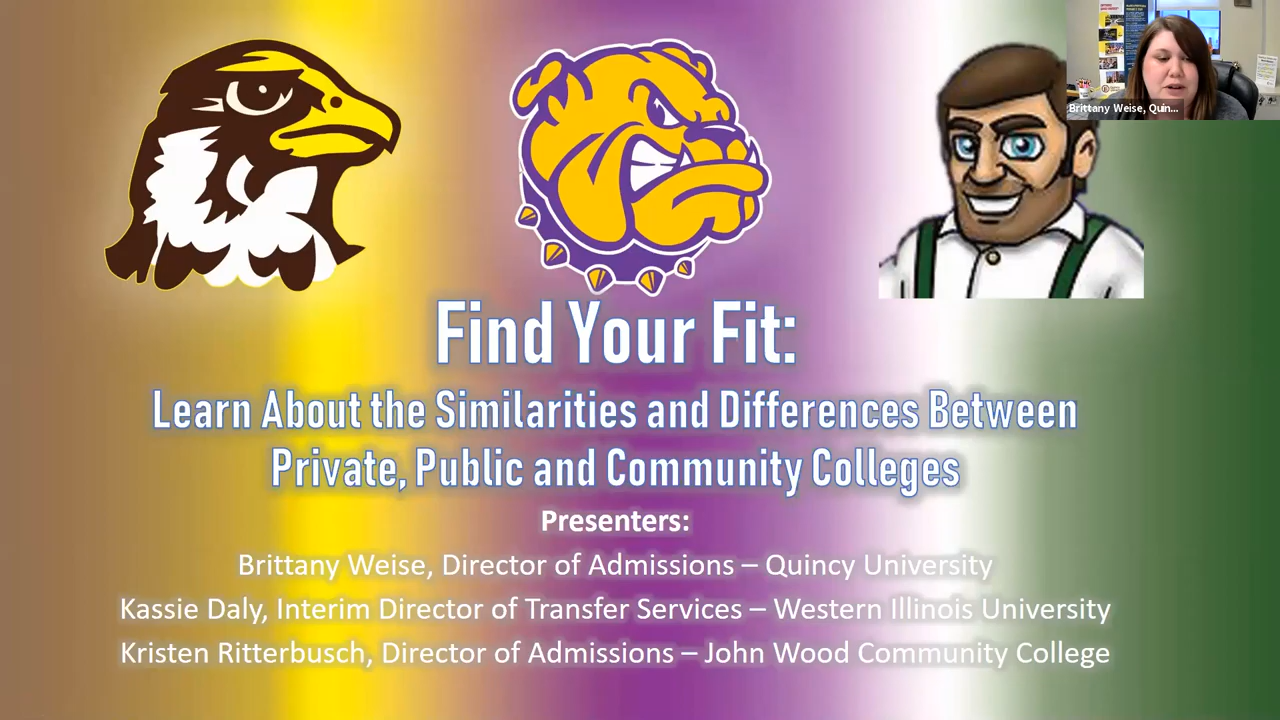 Brittany Weise, Quin...
Find Your Fit:
Learn About the Similarities and Differences Between
Private, Public and Community Colleges
Presenters:
Brittany Weise, Director of Admissions – Quincy University
Kassie Daly, Interim Director of Transfer Services – Western Illinois University
Kristen Ritterbusch, Director of Admissions – John Wood Community College